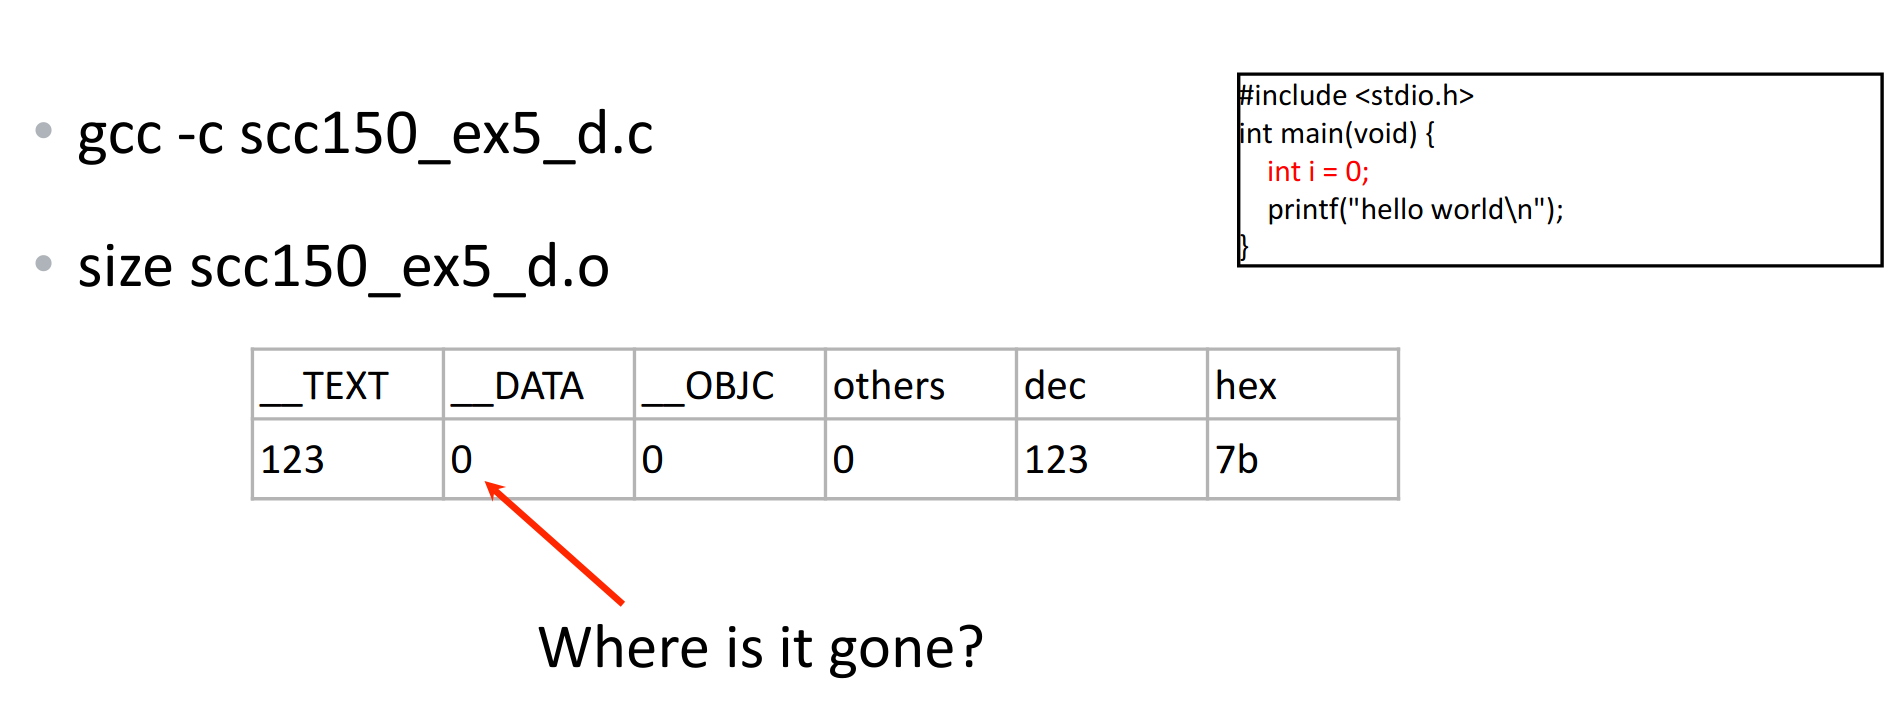 • gcc -c scc150_ex5_d.c
• size scc150_ex5_d.o
#include <stdio.h>
int main(void) {
    int i = 0;
    printf("hello world\n");
}
__TEXT __DATA __OBJC others dec hex
123 0 0 0 123 7b
Where is it gone?